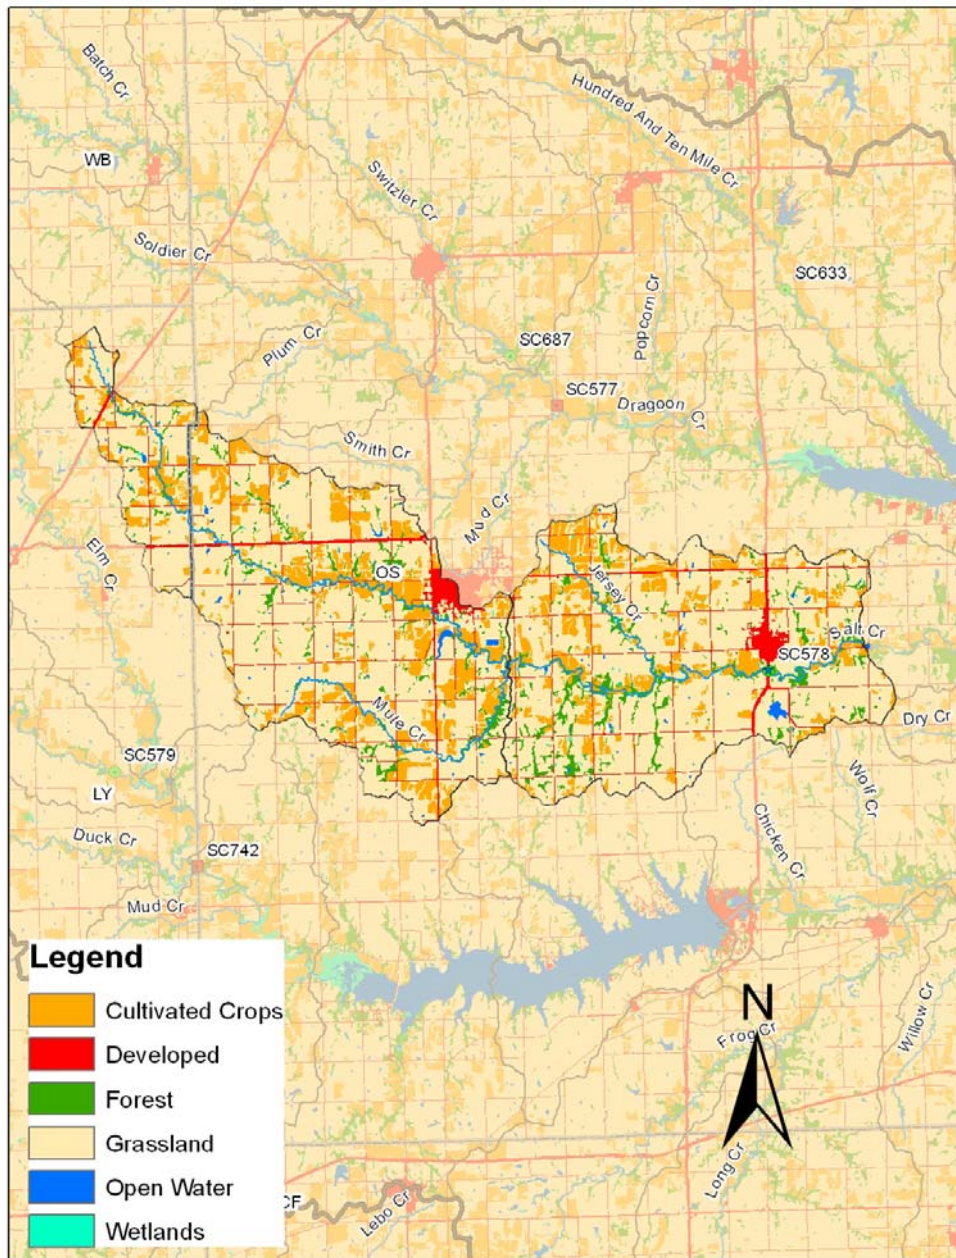 Batch Cr
Hundred And Ten Mile Cr
WB
Switzler Cr
Soldier Cr
SC633
Popcorn Cr
SC687
Plum Cr
SC577
Dragoon Cr
Smith Cr
Mud Cr
Elm Cr
OS
Jersey Cr
Salt Cr
SC578
Mule Cr
Dry Cr
SC579
Wolf Cr
LY
Chicken Cr
Duck Cr
SC742
Mud Cr
Legend
Cultivated Crops
Developed
Forest
Grassland
Open Water
Wetlands
N
Frog Cr
Willow Cr
Long Cr
CF
Lebo Cr